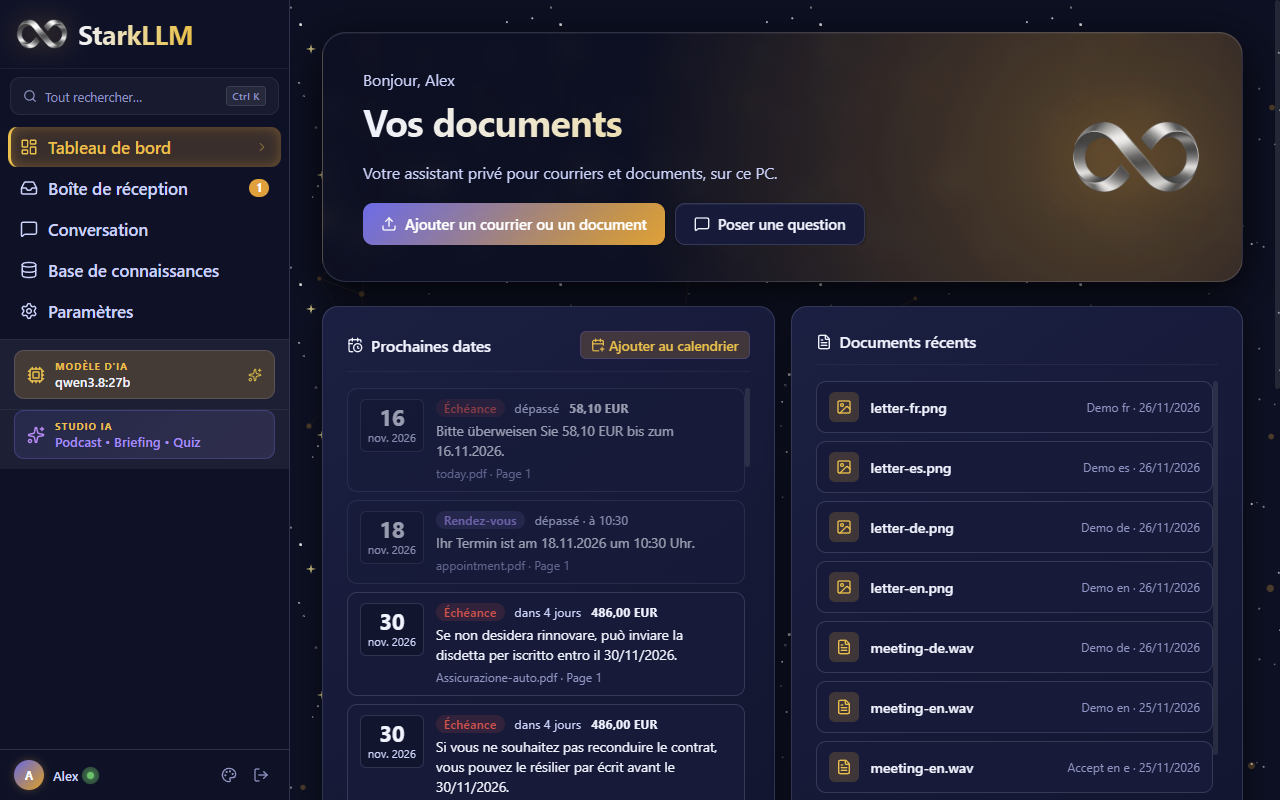 StarkLLM
Tout rechercher...
Ctrl K
Tableau de bord
Boîte de réception
1
Conversation
Base de connaissances
Paramètres
MODÈLE D'IA
qwen3.8:27b
STUDIO IA
Podcast • Briefing • Quiz
A
Alex
Bonjour, Alex
Vos documents
Votre assistant privé pour courriers et documents, sur ce PC.
Ajouter un courrier ou un document
Poser une question
Prochaines dates
Ajouter au calendrier
16
nov. 2026
Échéance dépassé 58,10 EUR
Bitte überweisen Sie 58,10 EUR bis zum
16.11.2026.
today.pdf · Page 1
18
nov. 2026
Rendez-vous dépassé · à 10:30
Ihr Termin ist am 18.11.2026 um 10:30 Uhr.
appointment.pdf · Page 1
30
nov. 2026
Échéance dans 4 jours 486,00 EUR
Se non desidera rinnovare, può inviare la
disdetta per iscritto entro il 30/11/2026.
Assicurazione-auto.pdf · Page 1
30
nov. 2026
Échéance dans 4 jours 486,00 EUR
Si vous ne souhaitez pas reconduire le contrat,
vous pouvez le résilier par écrit avant le
30/11/2026.
Documents récents
letter-fr.png Demo fr · 26/11/2026
letter-es.png Demo es · 26/11/2026
letter-de.png Demo de · 26/11/2026
letter-en.png Demo en · 26/11/2026
meeting-de.wav Demo de · 26/11/2026
meeting-en.wav Demo en · 25/11/2026
meeting-en.wav Accept en e · 25/11/2026